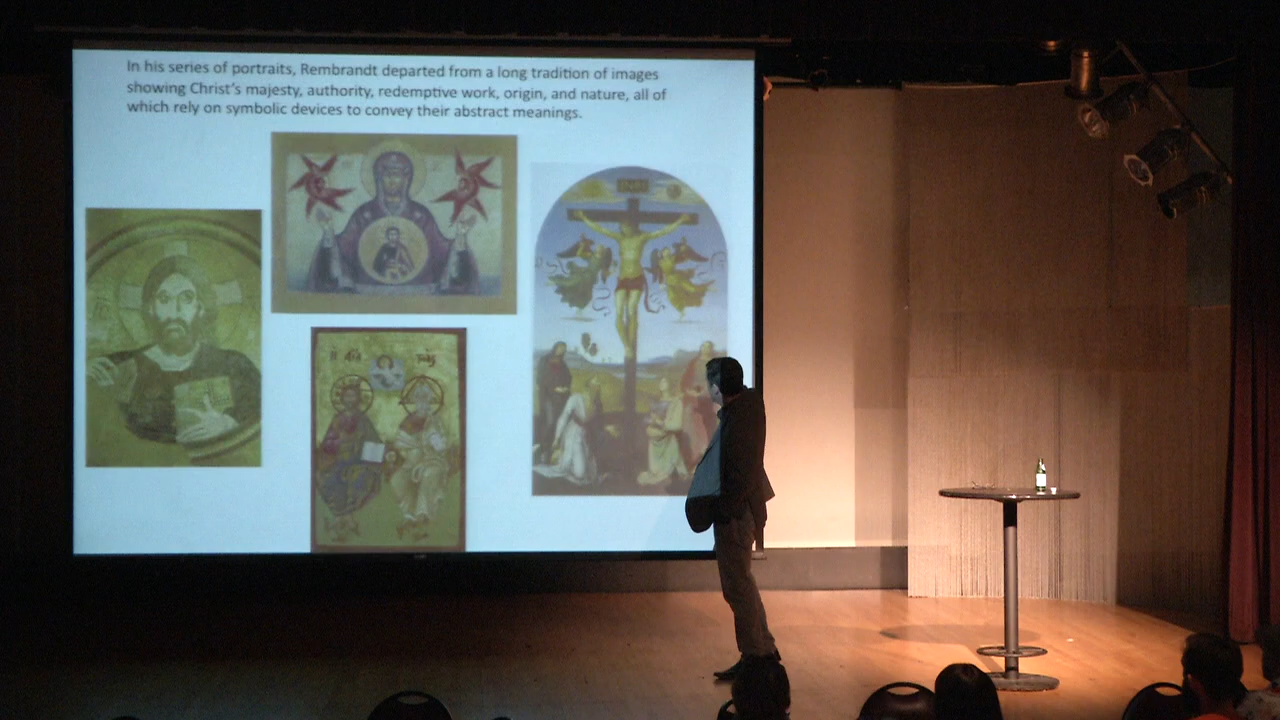 In his series of portraits, Rembrandt departed from a long tradition of images
showing Christ's majesty, authority, redemptive work, origin, and nature, all of
which rely on symbolic devices to convey their abstract meanings.